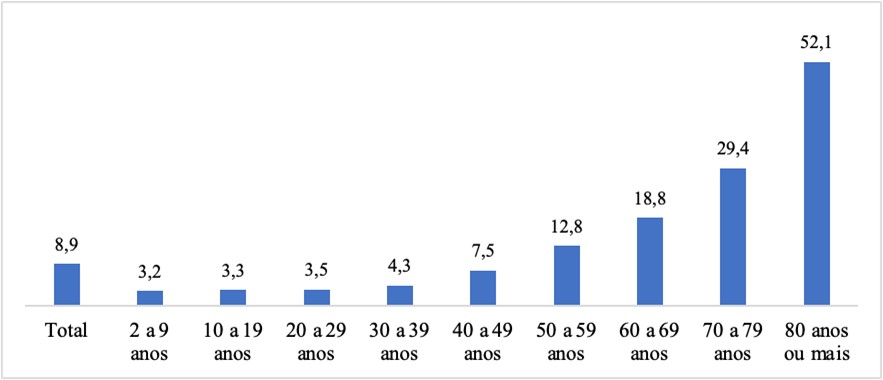 52,1
29,4
18,8
12,8
8,9
7,5
4,3
3,5
3,3
3,2
Total
2 a 9
anos
10 a 19
anos
20 a 29
anos
30 a 39
anos
40 a 49
anos
50 a 59
anos
60 a 69
anos
70 a 79
anos
80 anos
ou mais